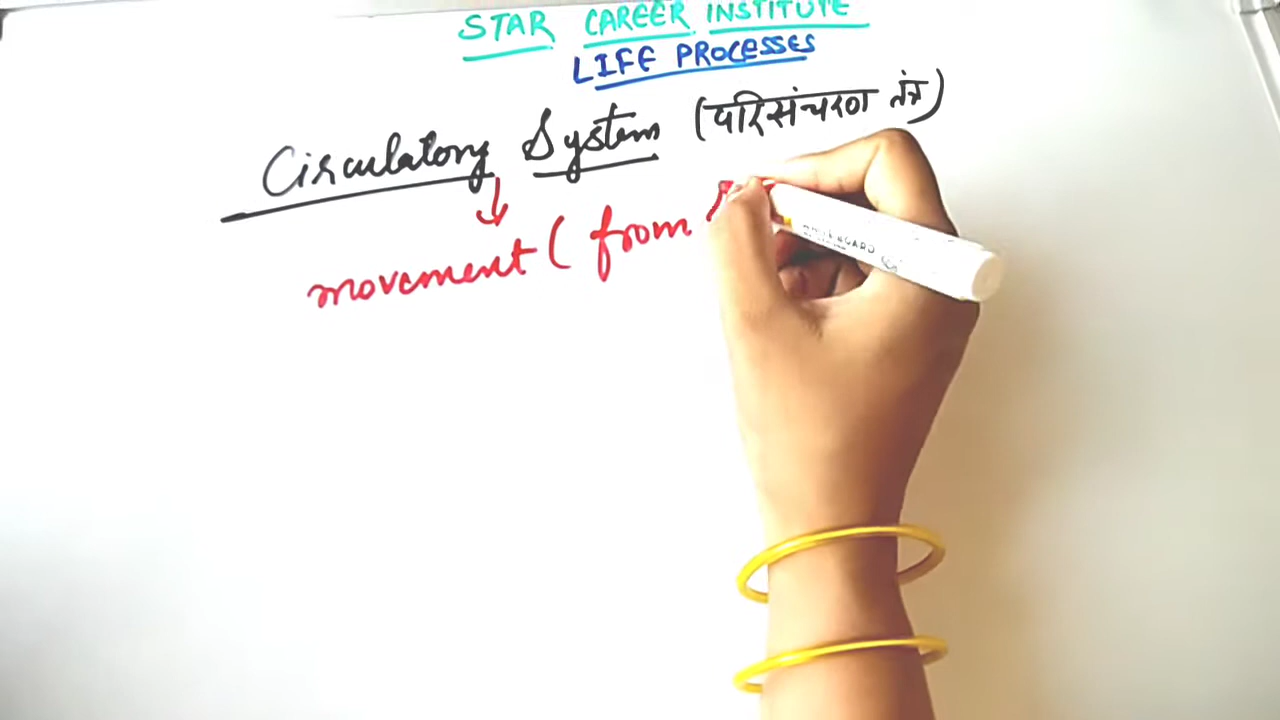 STAR CAREER INSTITUTE
LIFE PROCESSES
Circulatory System (परिसंचरण तंत्र)
↓
movement ( from